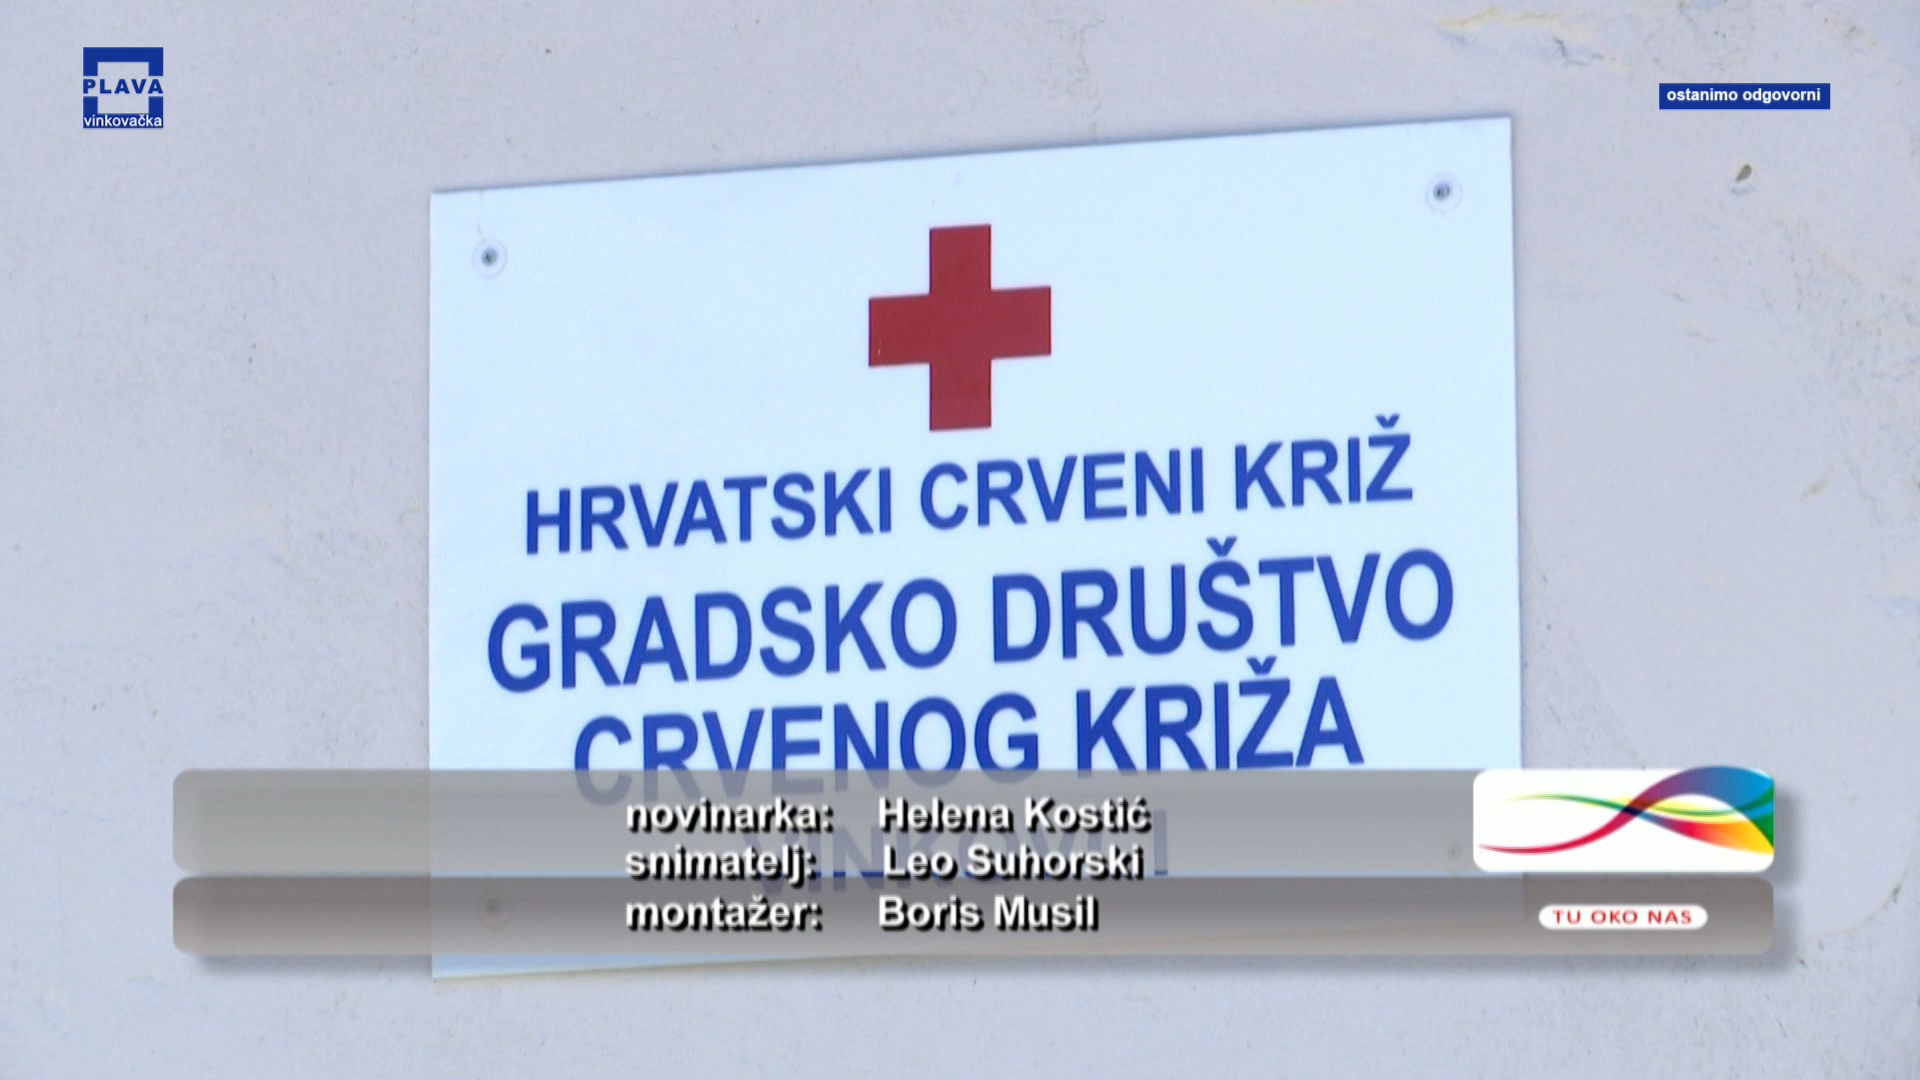 PLAVA
vinkovačka
ostanimo odgovorni
HRVATSKI CRVENI KRIŽ
GRADSKO DRUŠTVO
CRVENOG KRIŽA
VINKOVCI
novinarka: Helena Kostić
snimatelj: Leo Suhorski
montažer: Boris Musil
TU OKO NAS